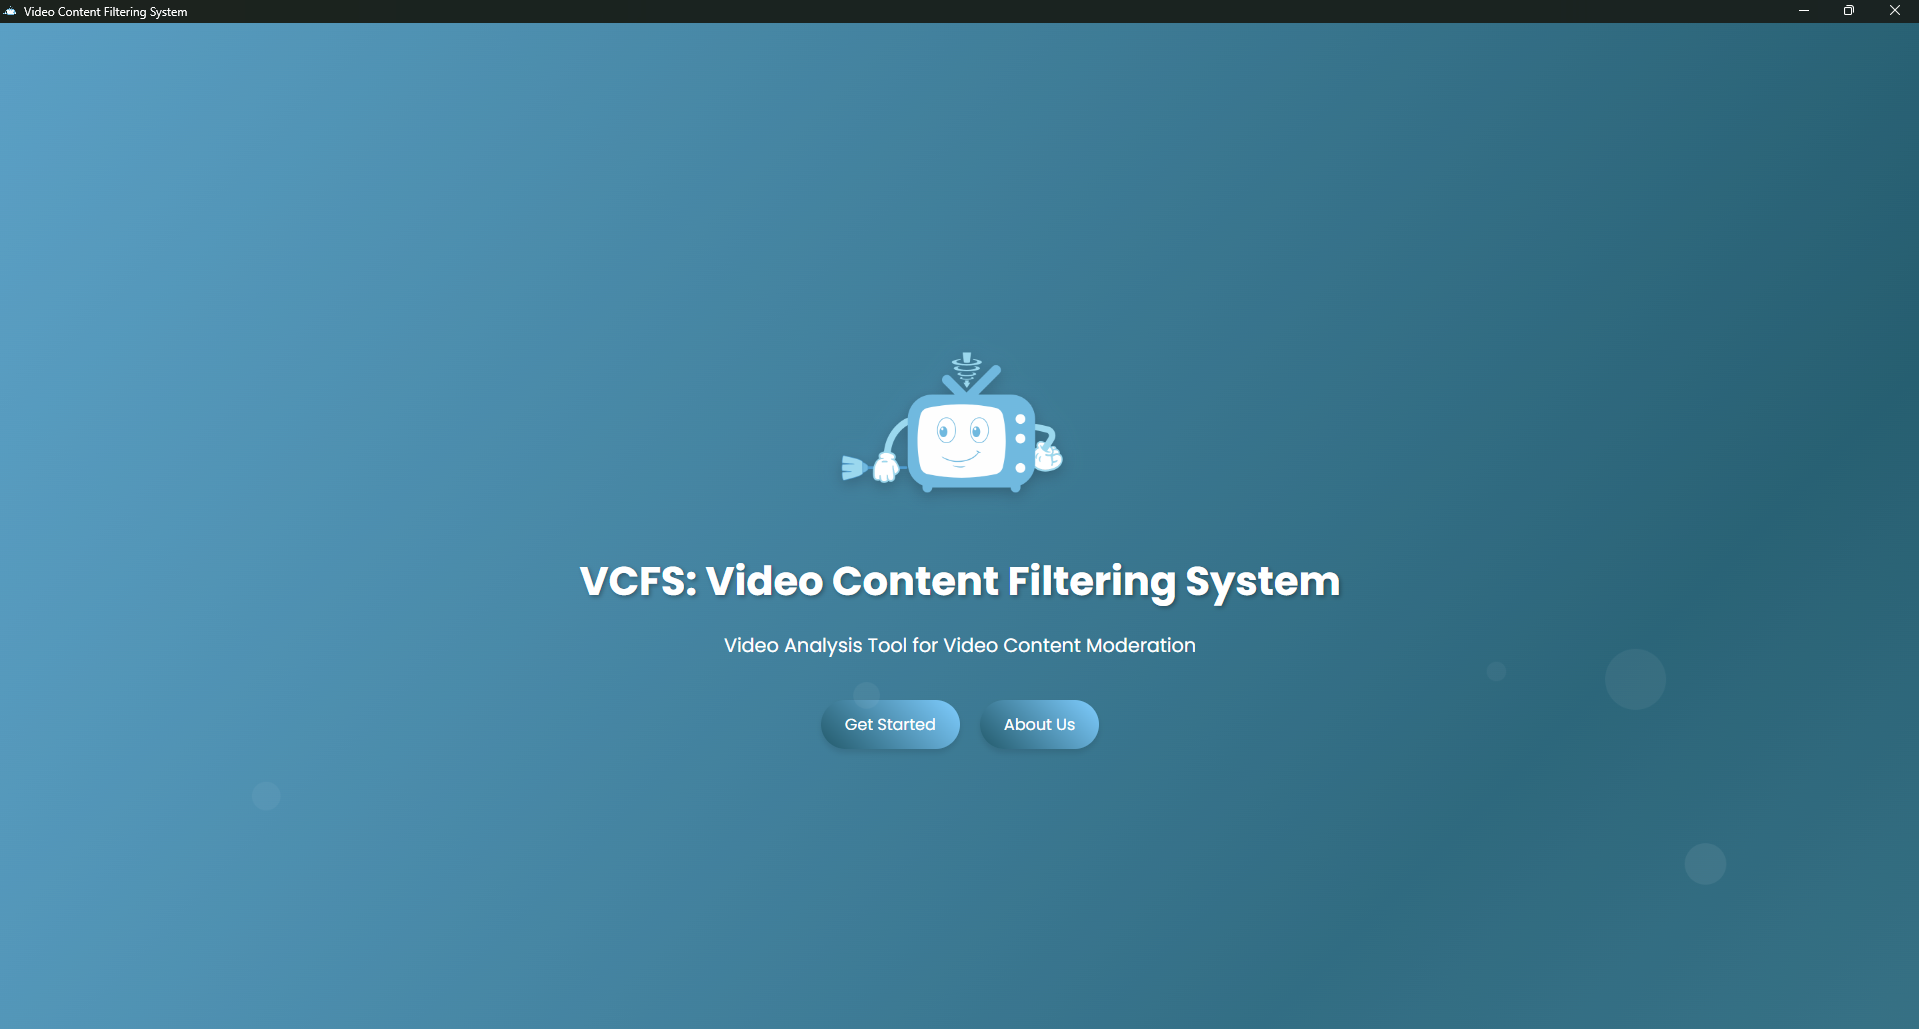 Video Content Filtering System
VCFS: Video Content Filtering System
Video Analysis Tool for Video Content Moderation
Get Started
About Us